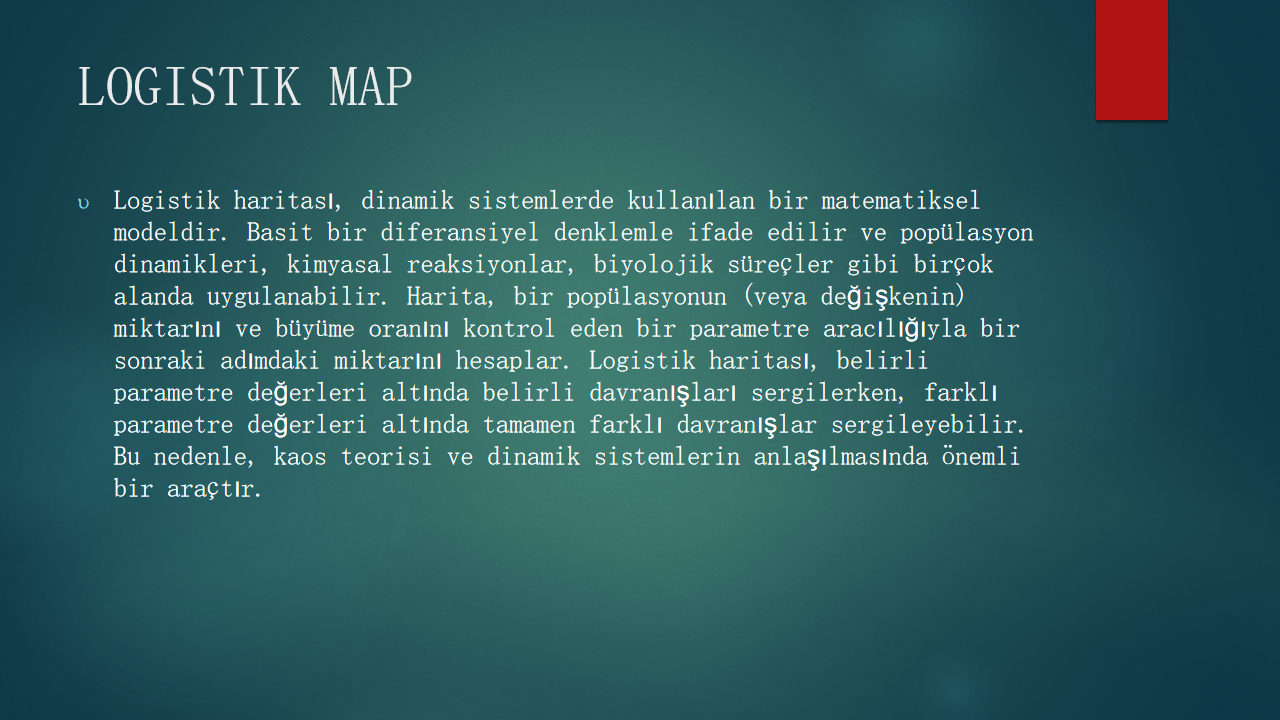 LOGISTIK MAP
Logistik haritası, dinamik sistemlerde kullanılan bir matematiksel
modeldir. Basit bir diferansiyel denklemle ifade edilir ve popülasyon
dinamikleri, kimyasal reaksiyonlar, biyolojik süreçler gibi birçok
alanda uygulanabilir. Harita, bir popülasyonun (veya değişkenin)
miktarını ve büyüme oranını kontrol eden bir parametre aracılığıyla bir
sonraki adımdaki miktarını hesaplar. Logistik haritası, belirli
parametre değerleri altında belirli davranışları sergilerken, farklı
parametre değerleri altında tamamen farklı davranışlar sergileyebilir.
Bu nedenle, kaos teorisi ve dinamik sistemlerin anlaşılmasında önemli
bir araçtır.